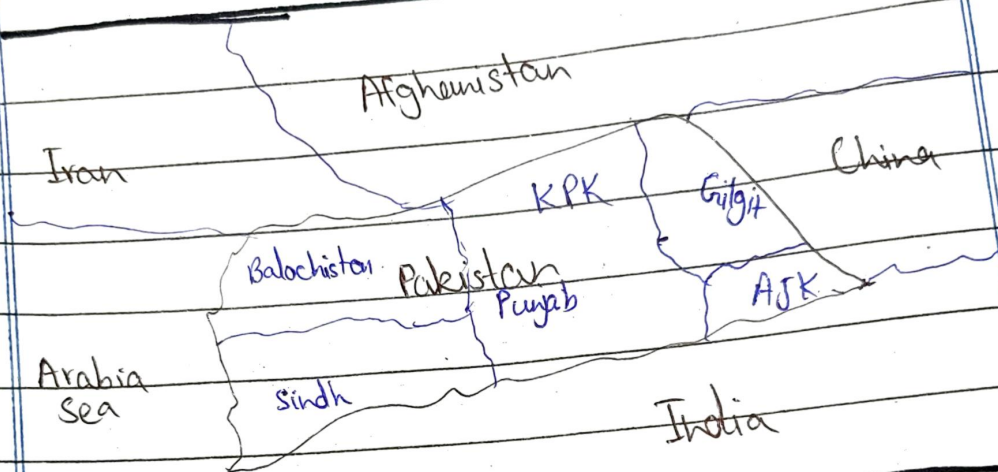 Afghanistan
Iran
China
KPK
Gilgit
Balochistan
Pakistan
Punjab
AJK
Arabia
Sea
Sindh
India